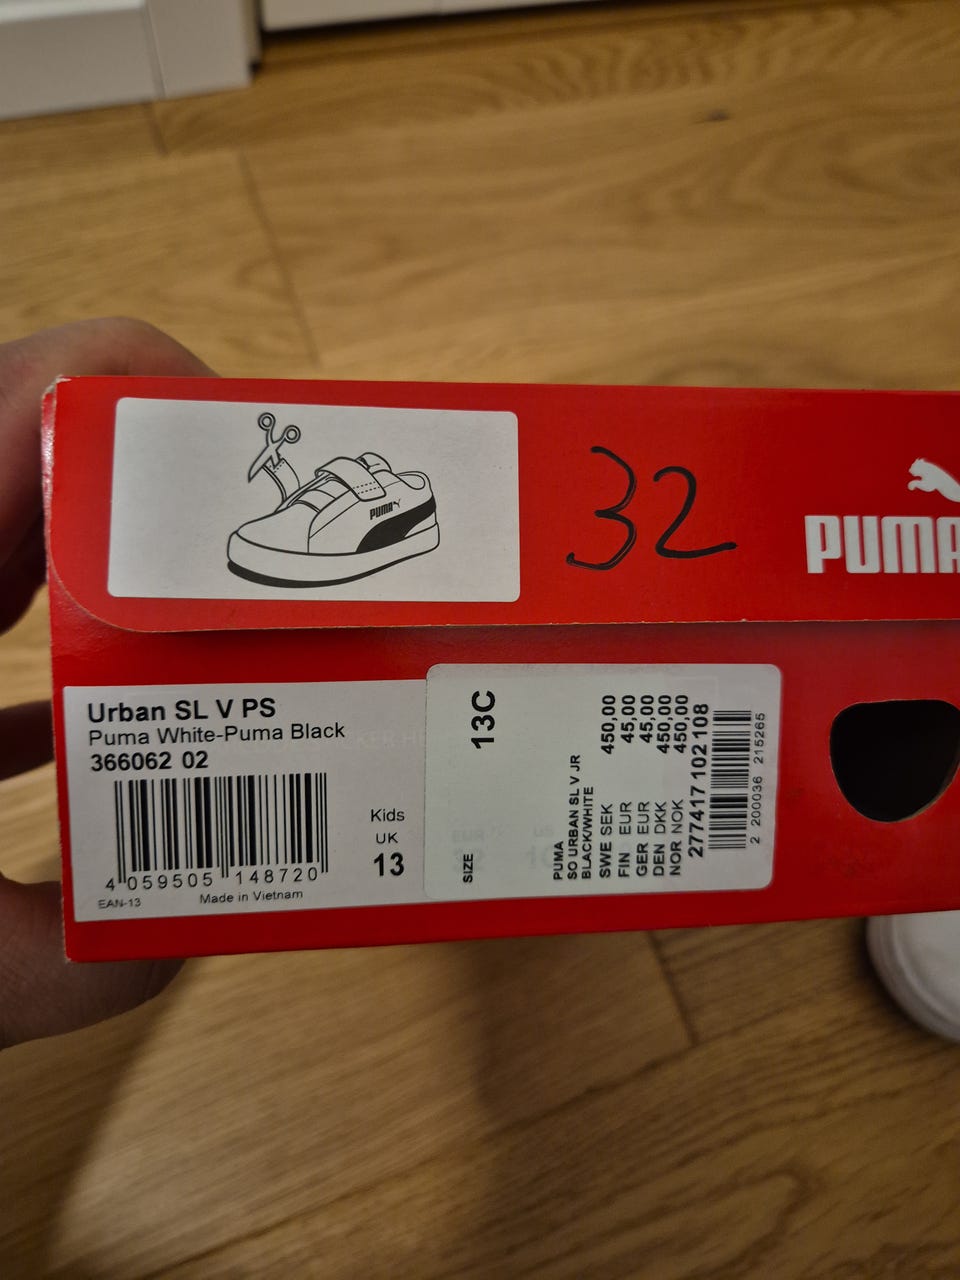 PUMA
32
PUMA
Urban SL V PS
Puma White-Puma Black
366062 02
4 059505 148720
EAN-13
Made in Vietnam
Kids
UK
13
SIZE 13C
PUMA
SO URBAN SL V JR
BLACK/WHITE
SWE SEK 450,00
FIN EUR 45,00
GER EUR 45,00
DEN DKK 450,00
NOR NOK 450,00
277417102108
2 200036 215265